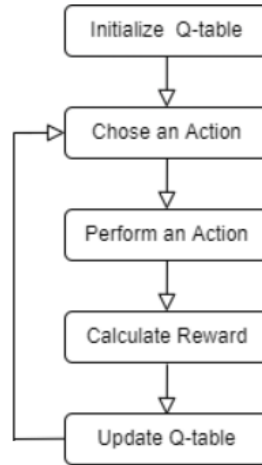 Initialize Q-table
Chose an Action
Perform an Action
Calculate Reward
Update Q-table